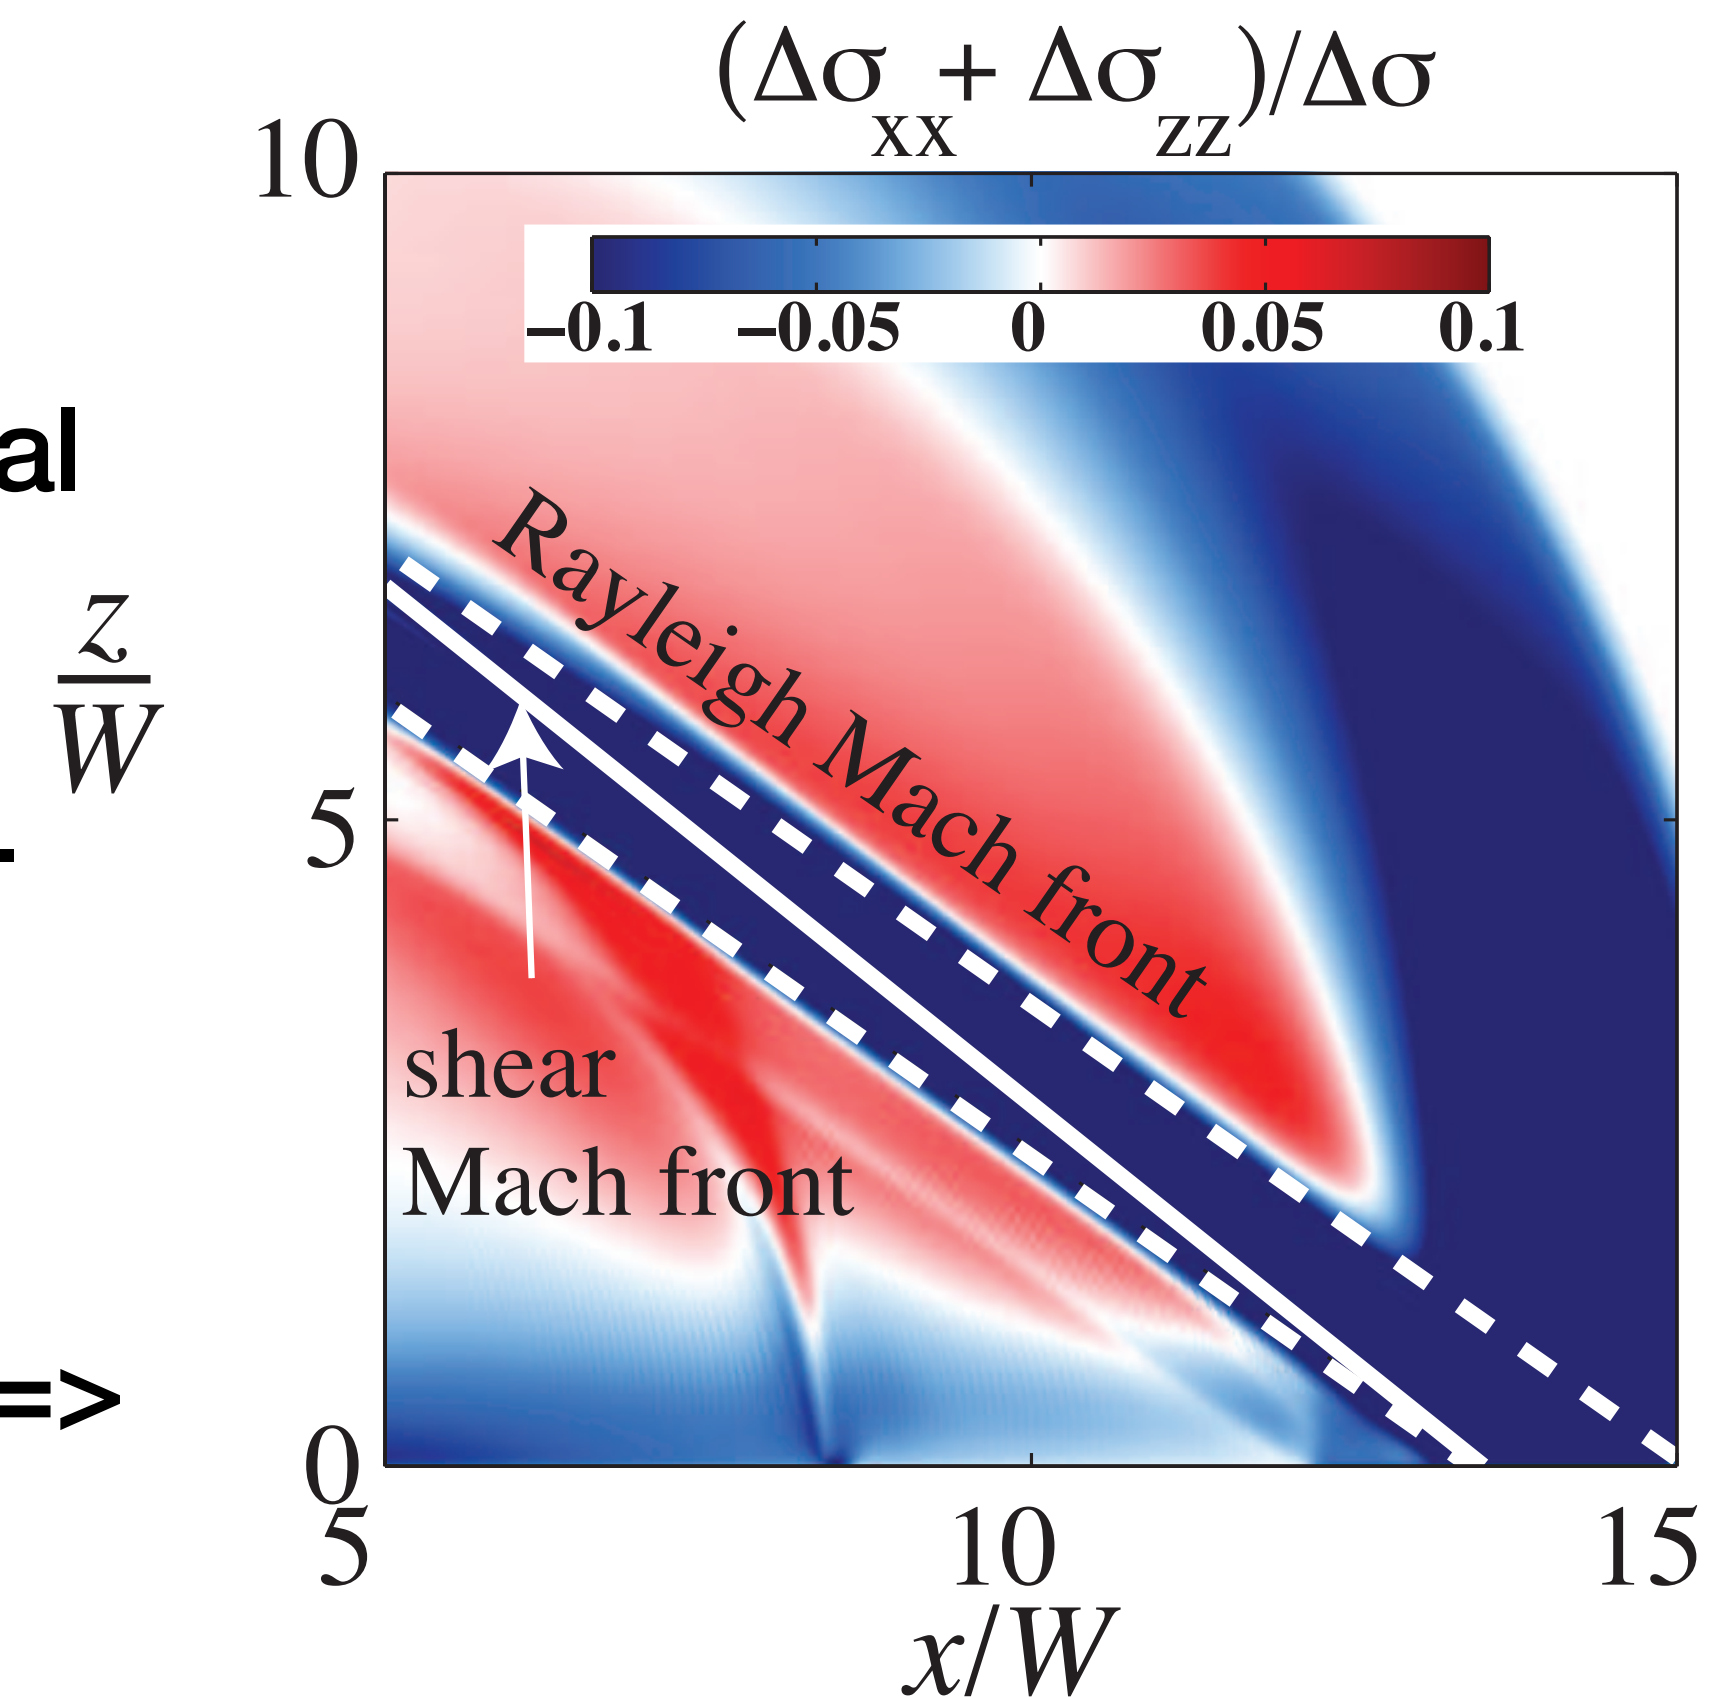 (Δσxx + Δσzz)/Δσ
10
−0.1 −0.05 0 0.05 0.1
al
Rayleigh Mach front
z
W
5
shear
Mach front
=>
0
5 10 15
x/W